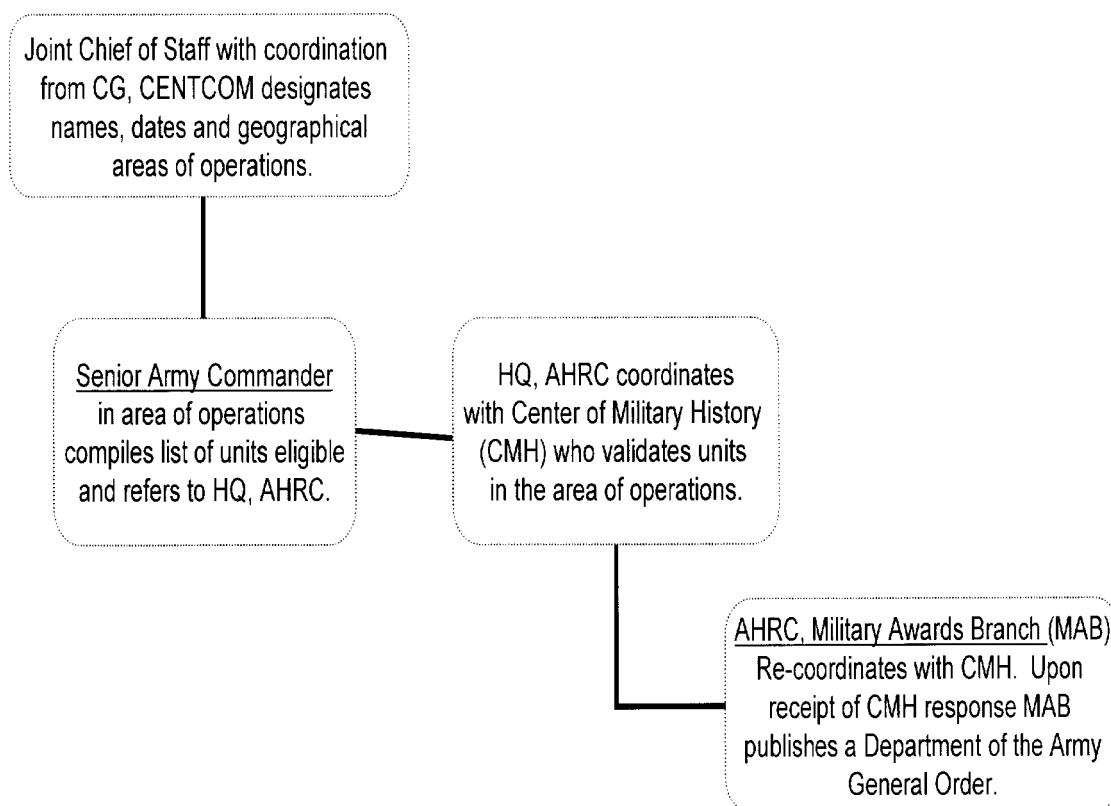 Joint Chief of Staff with coordination
from CG, CENTCOM designates
names, dates and geographical
areas of operations.
Senior Army Commander
in area of operations
compiles list of units eligible
and refers to HQ, AHRC.
HQ, AHRC coordinates
with Center of Military History
(CMH) who validates units
in the area of operations.
AHRC, Military Awards Branch (MAB)
Re-coordinates with CMH.  Upon
receipt of CMH response MAB
publishes a Department of the Army
General Order.